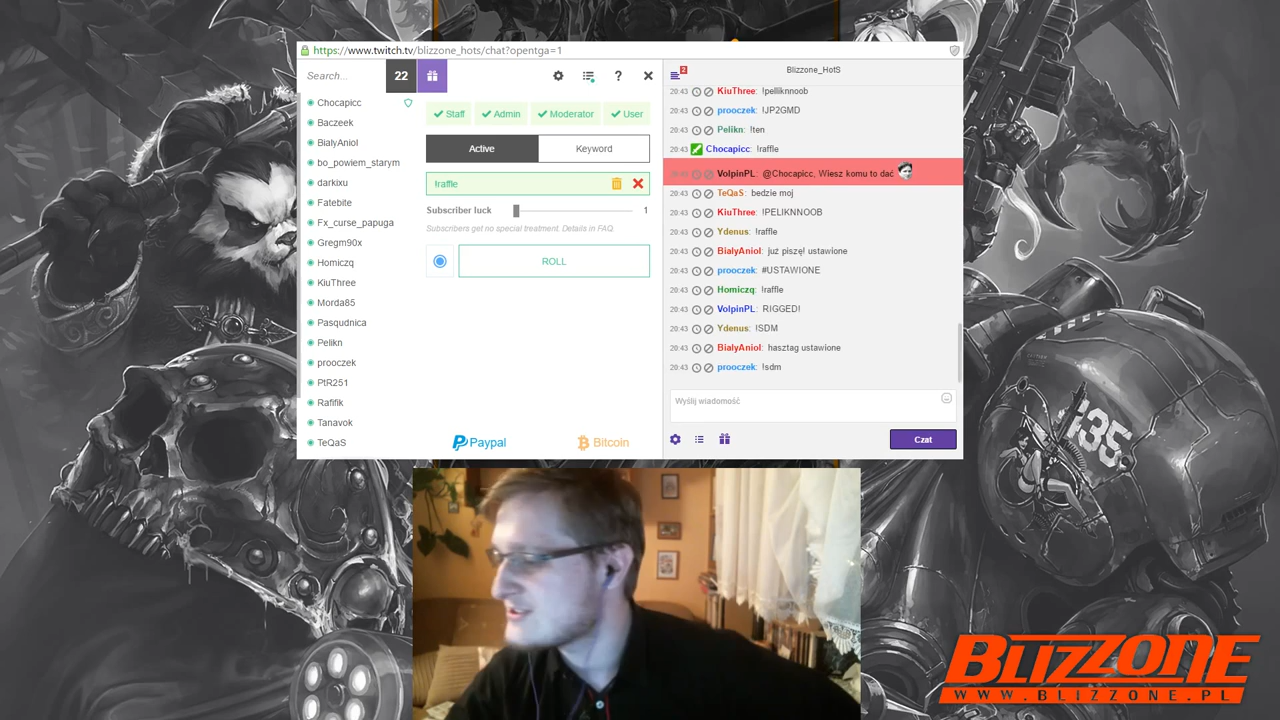 https://www.twitch.tv/blizzone_hots/chat?opentga=1
Search...
22
Chocapicc
Baczeek
BialyAniol
bo_powiem_starym
darkixu
Fatebite
Fx_curse_papuga
Gregm90x
Homiczq
KiuThree
Morda85
Pasqudnica
Pelikn
prooczek
PtR251
Rafifik
Tanavok
TeQaS
Staff Admin Moderator User
Active Keyword
!raffle
Subscriber luck 1
Subscribers get no special treatment. Details in FAQ.
ROLL
Paypal Bitcoin
2
Blizzone_HotS
20:43 KiuThree: !pelliknnoob
20:43 prooczek: !JP2GMD
20:43 Pelikn: !ten
20:43 Chocapicc: !raffle
VolpinPL: @Chocapicc, Wiesz komu to dać
20:43 TeQaS: bedzie moj
20:43 KiuThree: !PELIKNNOOB
20:43 Ydenus: !raffle
20:43 BialyAniol: już piszę! ustawione
20:43 prooczek: #USTAWIONE
20:43 Homiczq: !raffle
20:43 VolpinPL: RIGGED!
20:43 Ydenus: !SDM
20:43 BialyAniol: hasztag ustawione
20:43 prooczek: !sdm
Wyślij wiadomość
Czat
635
BLIZZONE
WWW.BLIZZONE.PL